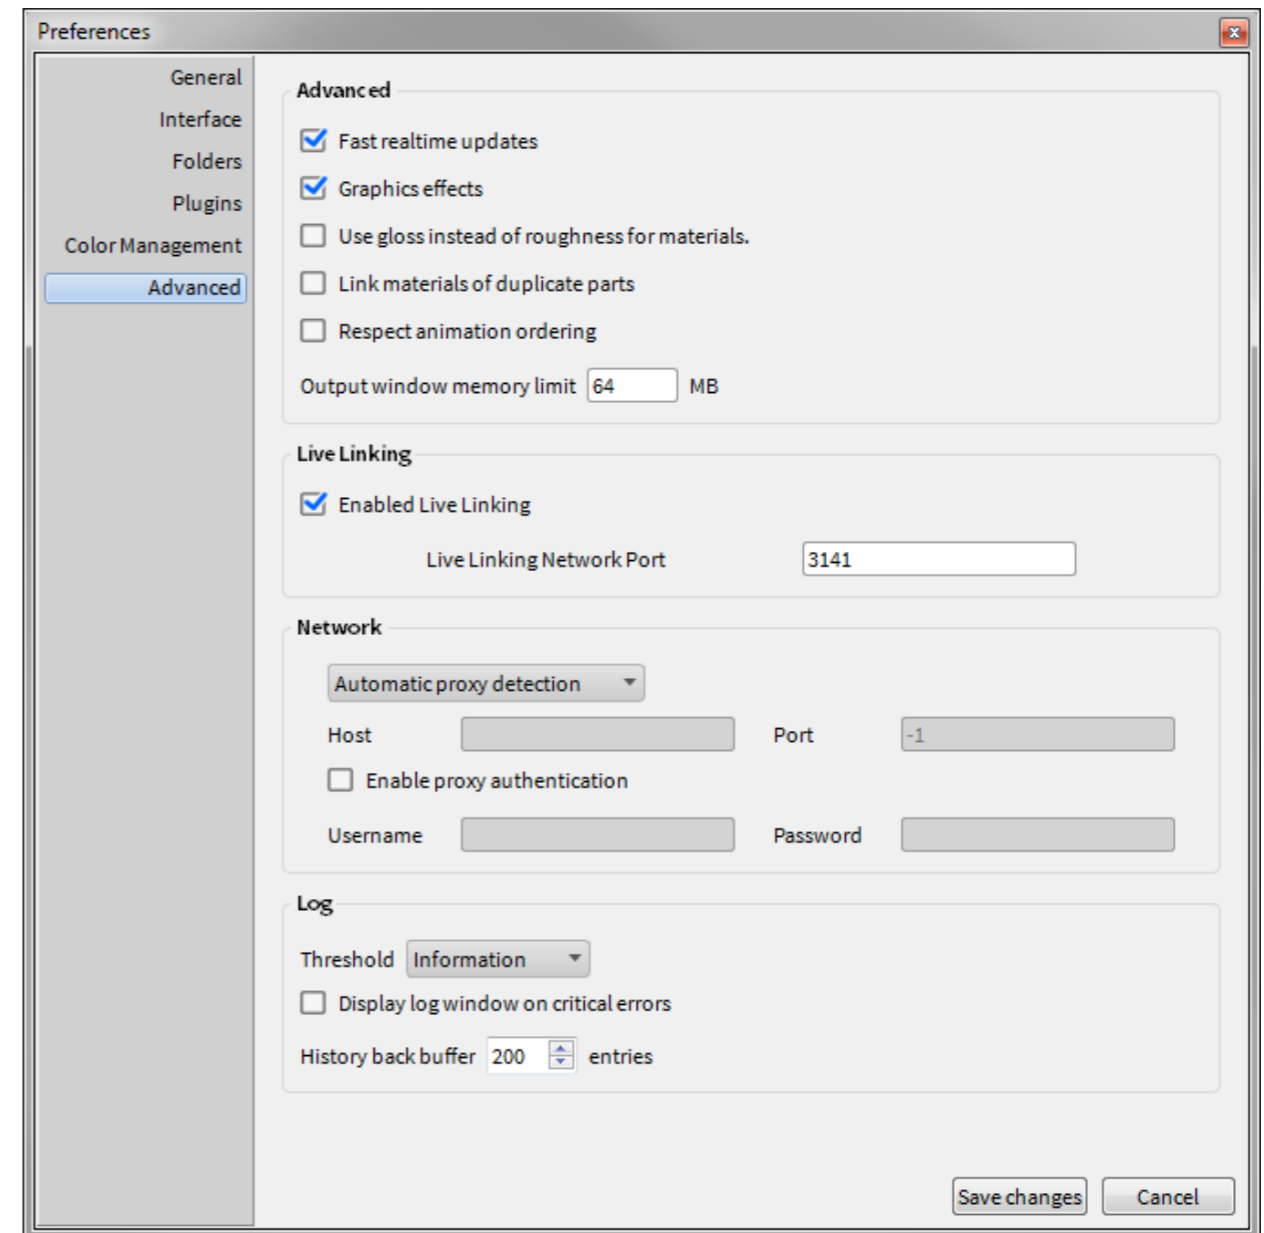 Preferences
General
Interface
Folders
Plugins
Color Management
Advanced
Advanced
Fast realtime updates
Graphics effects
Use gloss instead of roughness for materials.
Link materials of duplicate parts
Respect animation ordering
Output window memory limit 64 MB
Live Linking
Enabled Live Linking
Live Linking Network Port 3141
Network
Automatic proxy detection
Host Port -1
Enable proxy authentication
Username Password
Log
Threshold Information
Display log window on critical errors
History back buffer 200 entries
Save changes Cancel